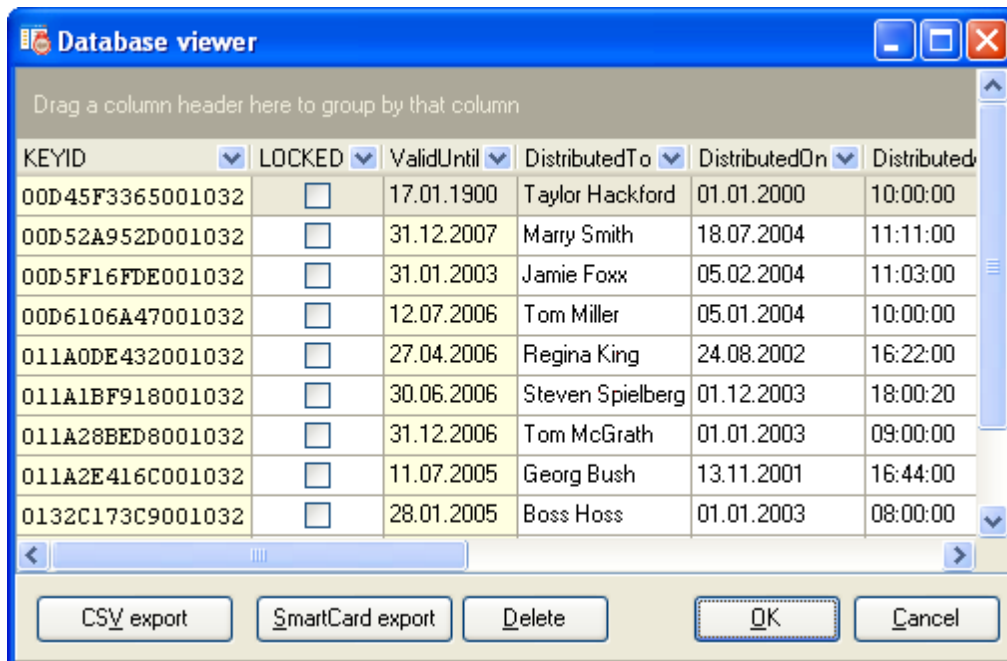 Database viewer
Drag a column header here to group by that column
KEYID LOCKED ValidUntil DistributedTo DistributedOn Distributed
00D45F3365001032 17.01.1900 Taylor Hackford 01.01.2000 10:00:00
00D52A952D001032 31.12.2007 Marry Smith 18.07.2004 11:11:00
00D5F16FDE001032 31.01.2003 Jamie Foxx 05.02.2004 11:03:00
00D6106A47001032 12.07.2006 Tom Miller 05.01.2004 10:00:00
011A0DE432001032 27.04.2006 Regina King 24.08.2002 16:22:00
011A1BF918001032 30.06.2006 Steven Spielberg 01.12.2003 18:00:20
011A28BED8001032 31.12.2006 Tom McGrath 01.01.2003 09:00:00
011A2E416C001032 11.07.2005 Georg Bush 13.11.2001 16:44:00
0132C173C9001032 28.01.2005 Boss Hoss 01.01.2003 08:00:00
CSV export SmartCard export Delete OK Cancel